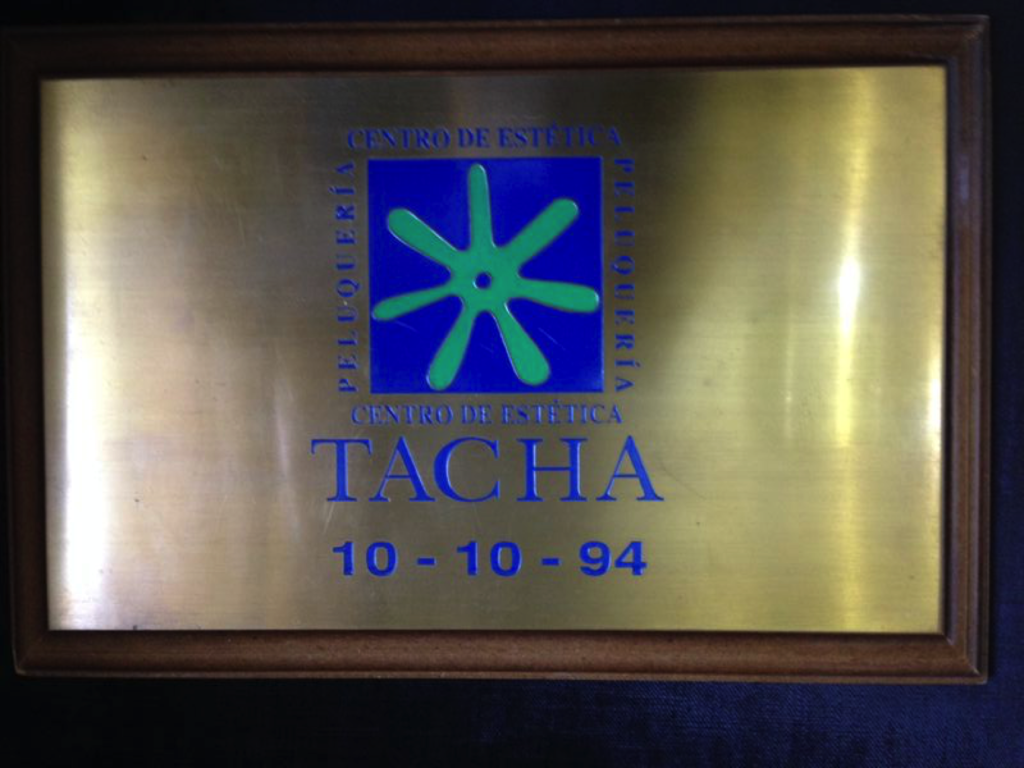 CENTRO DE ESTÉTICA
PELUQUERÍA
PELUQUERÍA
CENTRO DE ESTÉTICA
TACHA
10 - 10 - 94